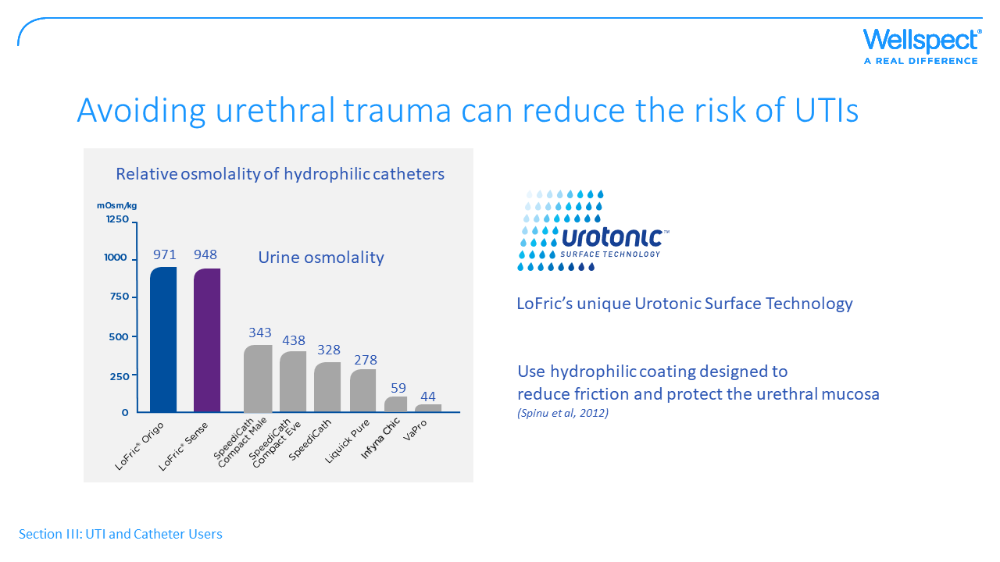 Wellspect®
A REAL DIFFERENCE
Avoiding urethral trauma can reduce the risk of UTIs
Relative osmolality of hydrophilic catheters
mOsm/kg
1250
1000
750
500
250
0
Urine osmolality
971
948
343
438
328
278
59
44
LoFric® Origo
LoFric® Sense
SpeediCath
Compact Male
SpeediCath
Compact Eve
SpeediCath
Liquick Pure
Infyna Chic
VaPro
urotonic™
SURFACE TECHNOLOGY
LoFric’s unique Urotonic Surface Technology
Use hydrophilic coating designed to
reduce friction and protect the urethral mucosa
(Spinu et al, 2012)
Section III: UTI and Catheter Users